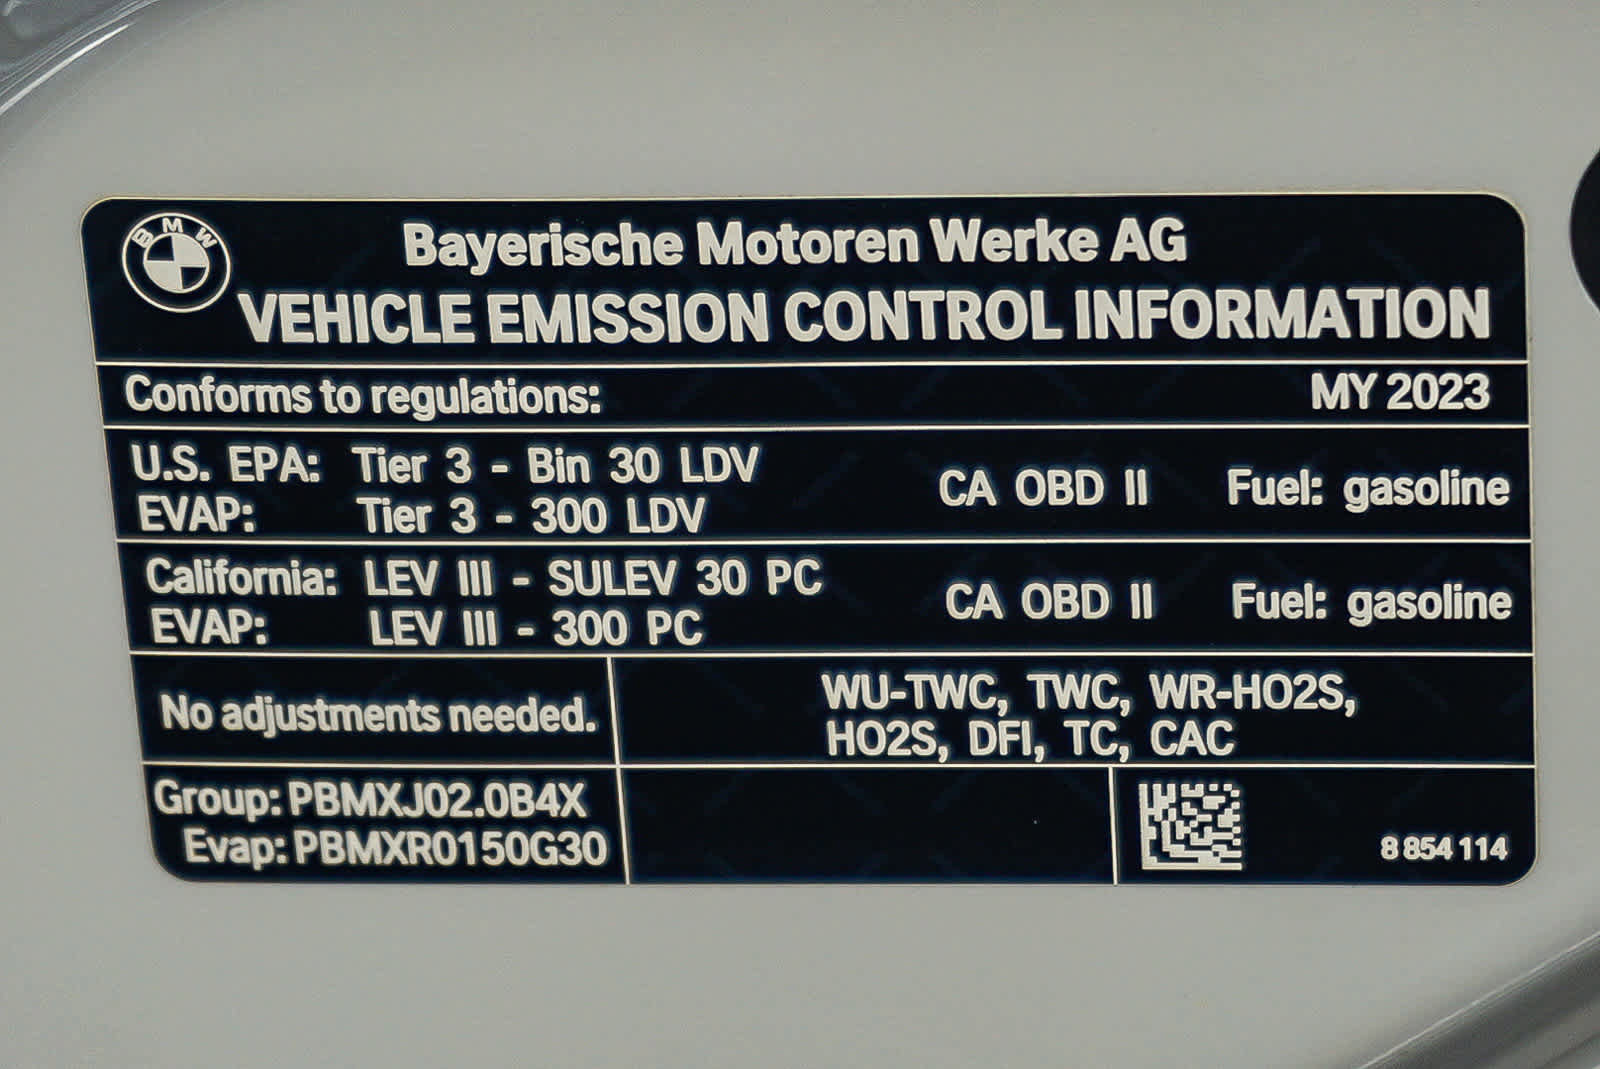 BMW
Bayerische Motoren Werke AG
VEHICLE EMISSION CONTROL INFORMATION
Conforms to regulations: MY 2023
U.S. EPA: Tier 3 - Bin 30 LDV CA OBD II Fuel: gasoline
EVAP: Tier 3 - 300 LDV
California: LEV III - SULEV 30 PC CA OBD II Fuel: gasoline
EVAP: LEV III - 300 PC
No adjustments needed.
WU-TWC, TWC, WR-HO2S,
HO2S, DFI, TC, CAC
Group: PBMXJ02.0B4X
Evap: PBMXR0150G30
8 854 114